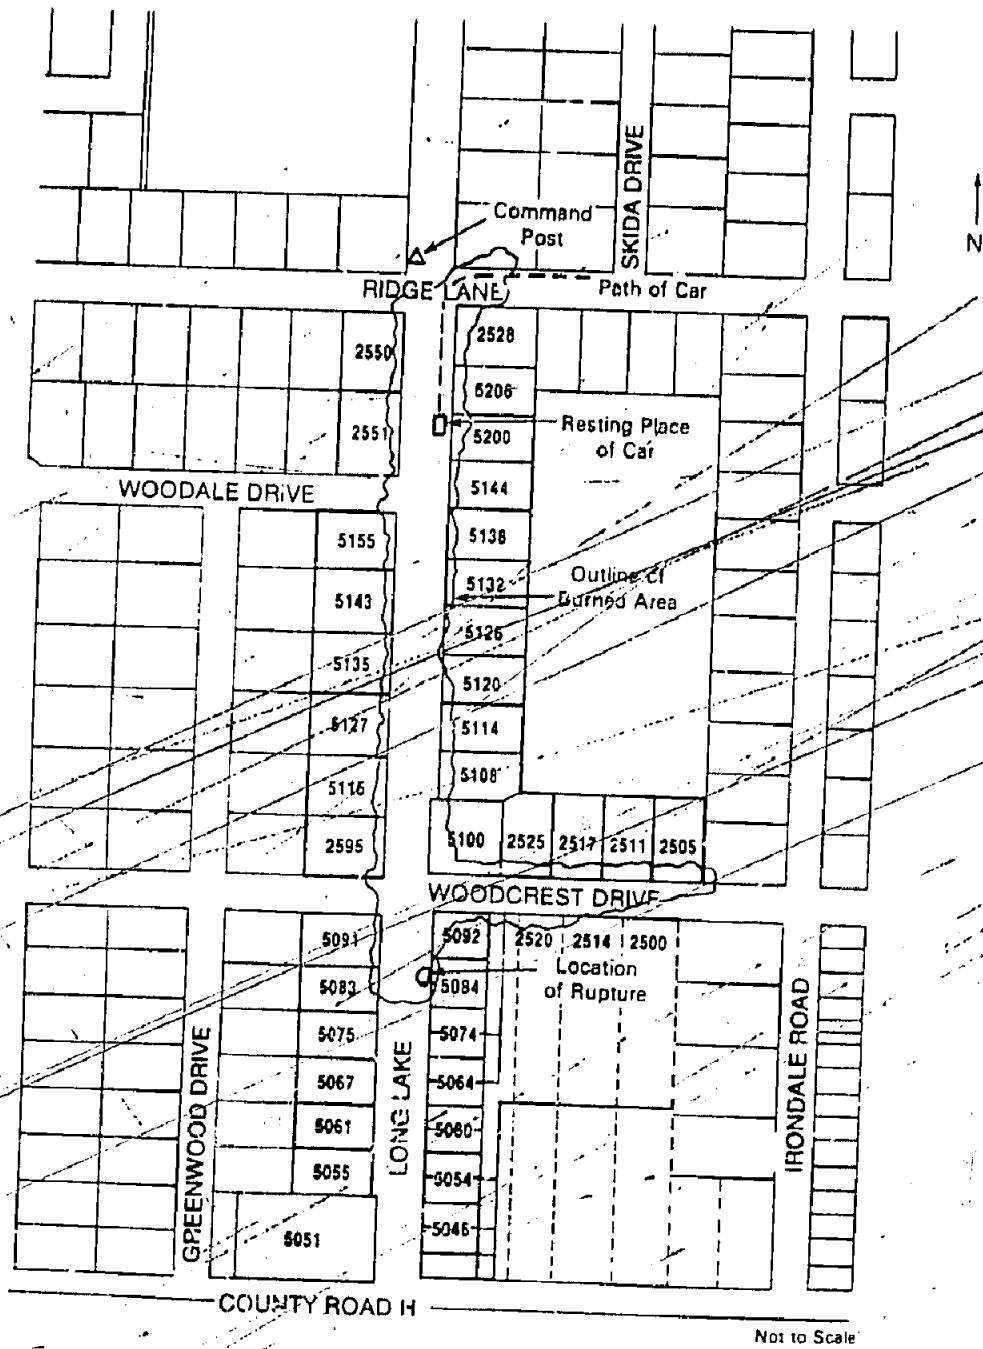 SKIDA DRIVE
Command
Post
N
RIDGE LANE
Path of Car
2528
2550
5206
Resting Place
of Car
2551
5200
WOODALE DRIVE
5144
5155
5138
5143
5132
Outline of
Burned Area
5126
5135
5120
5127
5114
5108
5115
5100
2525
2517
2511
2505
2595
WOODCREST DRIVE
5091
5092
2520
2514
2500
Location
of Rupture
5083
5084
5075
5074
5067
5064
5061
5060
5055
5054
5051
5046
GREENWOOD DRIVE
LONG LAKE
IRONDALE ROAD
COUNTY ROAD H
Not to Scale